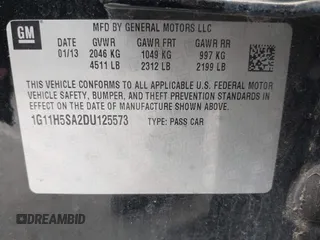 GM
MFD BY GENERAL MOTORS LLC
DATE GVWR GAWR FRT GAWR RR
01/13 2046 KG 1049 KG 997 KG
4511 LB 2312 LB 2199 LB
THIS VEHICLE CONFORMS TO ALL APPLICABLE U.S. FEDERAL MOTOR
VEHICLE SAFETY, BUMPER, AND THEFT PREVENTION STANDARDS IN
EFFECT ON THE DATE OF MANUFACTURE SHOWN ABOVE.
1G11H5SA2DU125573 TYPE: PASS CAR
DREAMBID